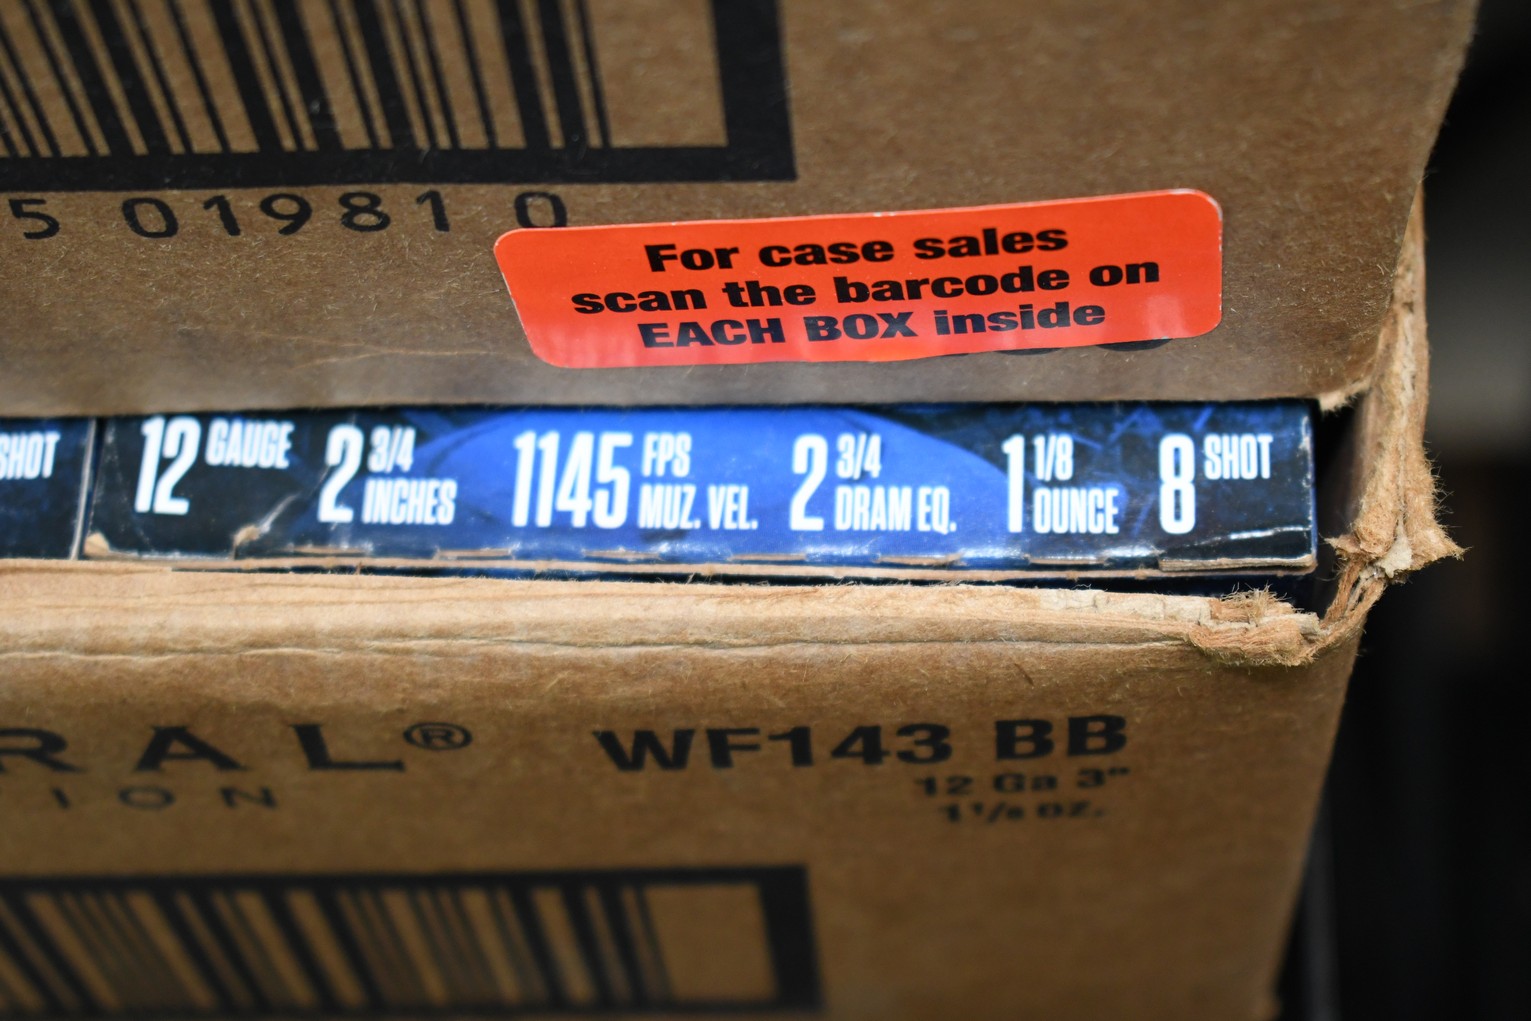 5 01981 0
For case sales
scan the barcode on
EACH BOX inside
SHOT
12 GAUGE 2 3/4 INCHES 1145 FPS MUZ. VEL. 2 3/4 DRAM EQ. 1 1/8 OUNCE 8 SHOT
RAL® WF143 BB
TION 12 Ga 3"
oz.